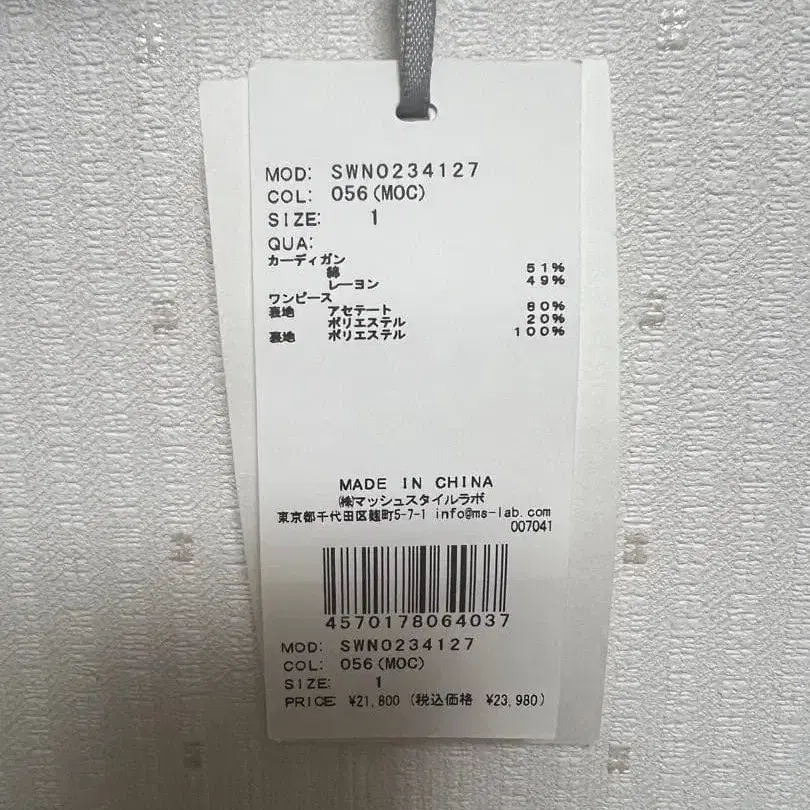 MOD: SWN0234127
COL: 056(MOC)
SIZE: 1
QUA:
カーディガン
綿 51%
レーヨン 49%
ワンピース
表地 アセテート 80%
ポリエステル 20%
裏地 ポリエステル 100%
MADE IN CHINA
㈱マッシュスタイルラボ
東京都千代田区麹町5-7-1 info@ms-lab.com
007041
4570178064037
MOD: SWN0234127
COL: 056(MOC)
SIZE: 1
PRICE ¥21,800 (税込価格 ¥23,980)